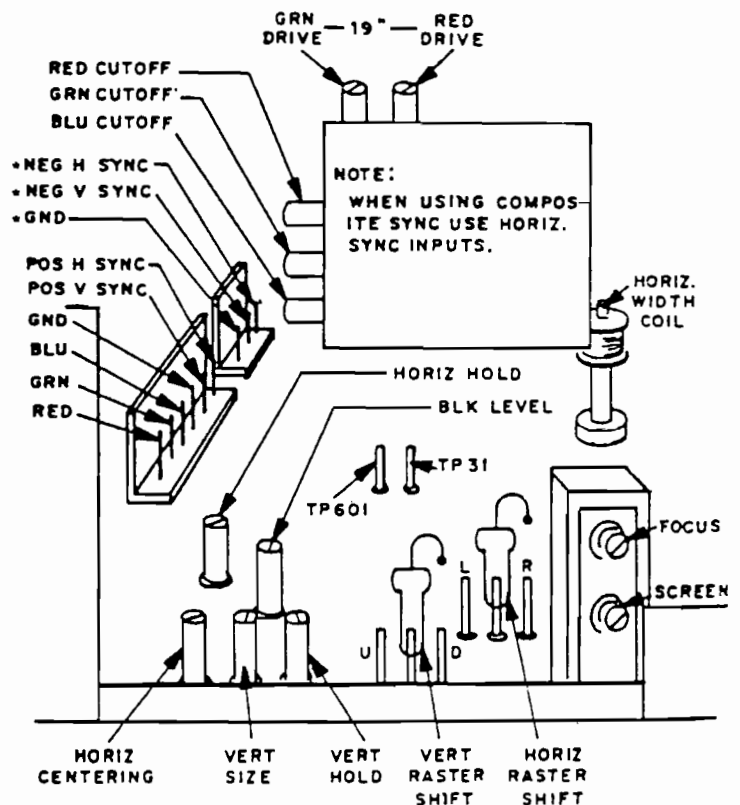 GRN DRIVE — 19" — RED DRIVE
RED CUTOFF
GRN CUTOFF
BLU CUTOFF
*NEG H SYNC
*NEG V SYNC
*GND
POS H SYNC
POS V SYNC
GND
BLU
GRN
RED
NOTE:
WHEN USING COMPOS-
ITE SYNC USE HORIZ.
SYNC INPUTS.
HORIZ.
WIDTH
COIL
HORIZ HOLD
BLK LEVEL
TP601
TP31
L
R
U
D
FOCUS
SCREEN
HORIZ
CENTERING
VERT
SIZE
VERT
HOLD
VERT
RASTER
SHIFT
HORIZ
RASTER
SHIFT